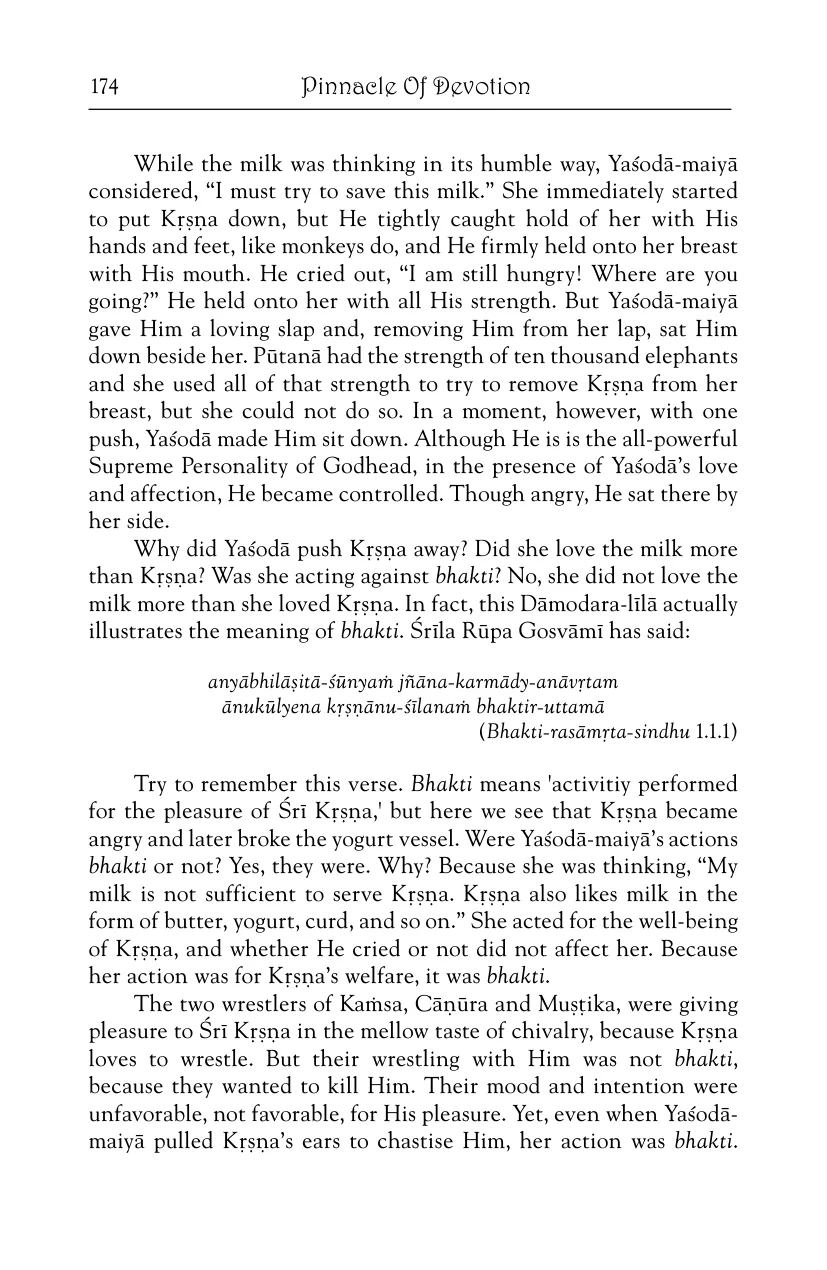 174 Pinnacle Of Devotion
While the milk was thinking in its humble way, Yaśodā-maiyā
considered, “I must try to save this milk.” She immediately started
to put Kṛṣṇa down, but He tightly caught hold of her with His
hands and feet, like monkeys do, and He firmly held onto her breast
with His mouth. He cried out, “I am still hungry! Where are you
going?” He held onto her with all His strength. But Yaśodā-maiyā
gave Him a loving slap and, removing Him from her lap, sat Him
down beside her. Pūtanā had the strength of ten thousand elephants
and she used all of that strength to try to remove Kṛṣṇa from her
breast, but she could not do so. In a moment, however, with one
push, Yaśodā made Him sit down. Although He is is the all-powerful
Supreme Personality of Godhead, in the presence of Yaśodā’s love
and affection, He became controlled. Though angry, He sat there by
her side.
Why did Yaśodā push Kṛṣṇa away? Did she love the milk more
than Kṛṣṇa? Was she acting against bhakti? No, she did not love the
milk more than she loved Kṛṣṇa. In fact, this Dāmodara-līlā actually
illustrates the meaning of bhakti. Śrīla Rūpa Gosvāmī has said:
anyābhilāṣitā-śūnyaṁ jñāna-karmādy-anāvṛtam
ānukūlyena kṛṣṇānu-śīlanaṁ bhaktir-uttamā
(Bhakti-rasāmṛta-sindhu 1.1.1)
Try to remember this verse. Bhakti means 'activitiy performed
for the pleasure of Śrī Kṛṣṇa,' but here we see that Kṛṣṇa became
angry and later broke the yogurt vessel. Were Yaśodā-maiyā’s actions
bhakti or not? Yes, they were. Why? Because she was thinking, “My
milk is not sufficient to serve Kṛṣṇa. Kṛṣṇa also likes milk in the
form of butter, yogurt, curd, and so on.” She acted for the well-being
of Kṛṣṇa, and whether He cried or not did not affect her. Because
her action was for Kṛṣṇa’s welfare, it was bhakti.
The two wrestlers of Kaṁsa, Cāṇūra and Muṣṭika, were giving
pleasure to Śrī Kṛṣṇa in the mellow taste of chivalry, because Kṛṣṇa
loves to wrestle. But their wrestling with Him was not bhakti,
because they wanted to kill Him. Their mood and intention were
unfavorable, not favorable, for His pleasure. Yet, even when Yaśodā-
maiyā pulled Kṛṣṇa’s ears to chastise Him, her action was bhakti.